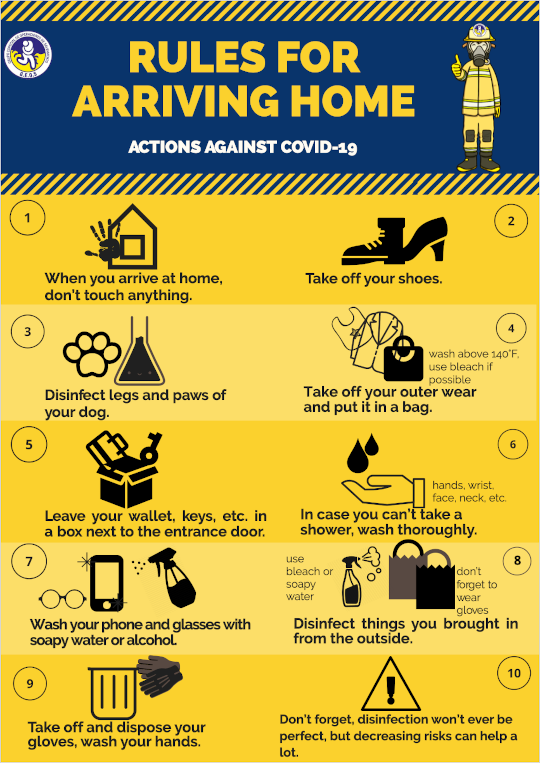 RULES FOR
ARRIVING HOME
ACTIONS AGAINST COVID-19
1
When you arrive at home,
don't touch anything.
2
Take off your shoes.
3
Disinfect legs and paws of
your dog.
4
wash above 140°F,
use bleach if
possible
Take off your outer wear
and put it in a bag.
5
Leave your wallet, keys, etc. in
a box next to the entrance door.
6
hands, wrist,
face, neck, etc.
In case you can't take a
shower, wash thoroughly.
7
Wash your phone and glasses with
soapy water or alcohol.
8
use
bleach or
soapy
water
don't
forget to
wear
gloves
Disinfect things you brought in
from the outside.
9
Take off and dispose your
gloves, wash your hands.
10
Don't forget, disinfection won't ever be
perfect, but decreasing risks can help a
lot.